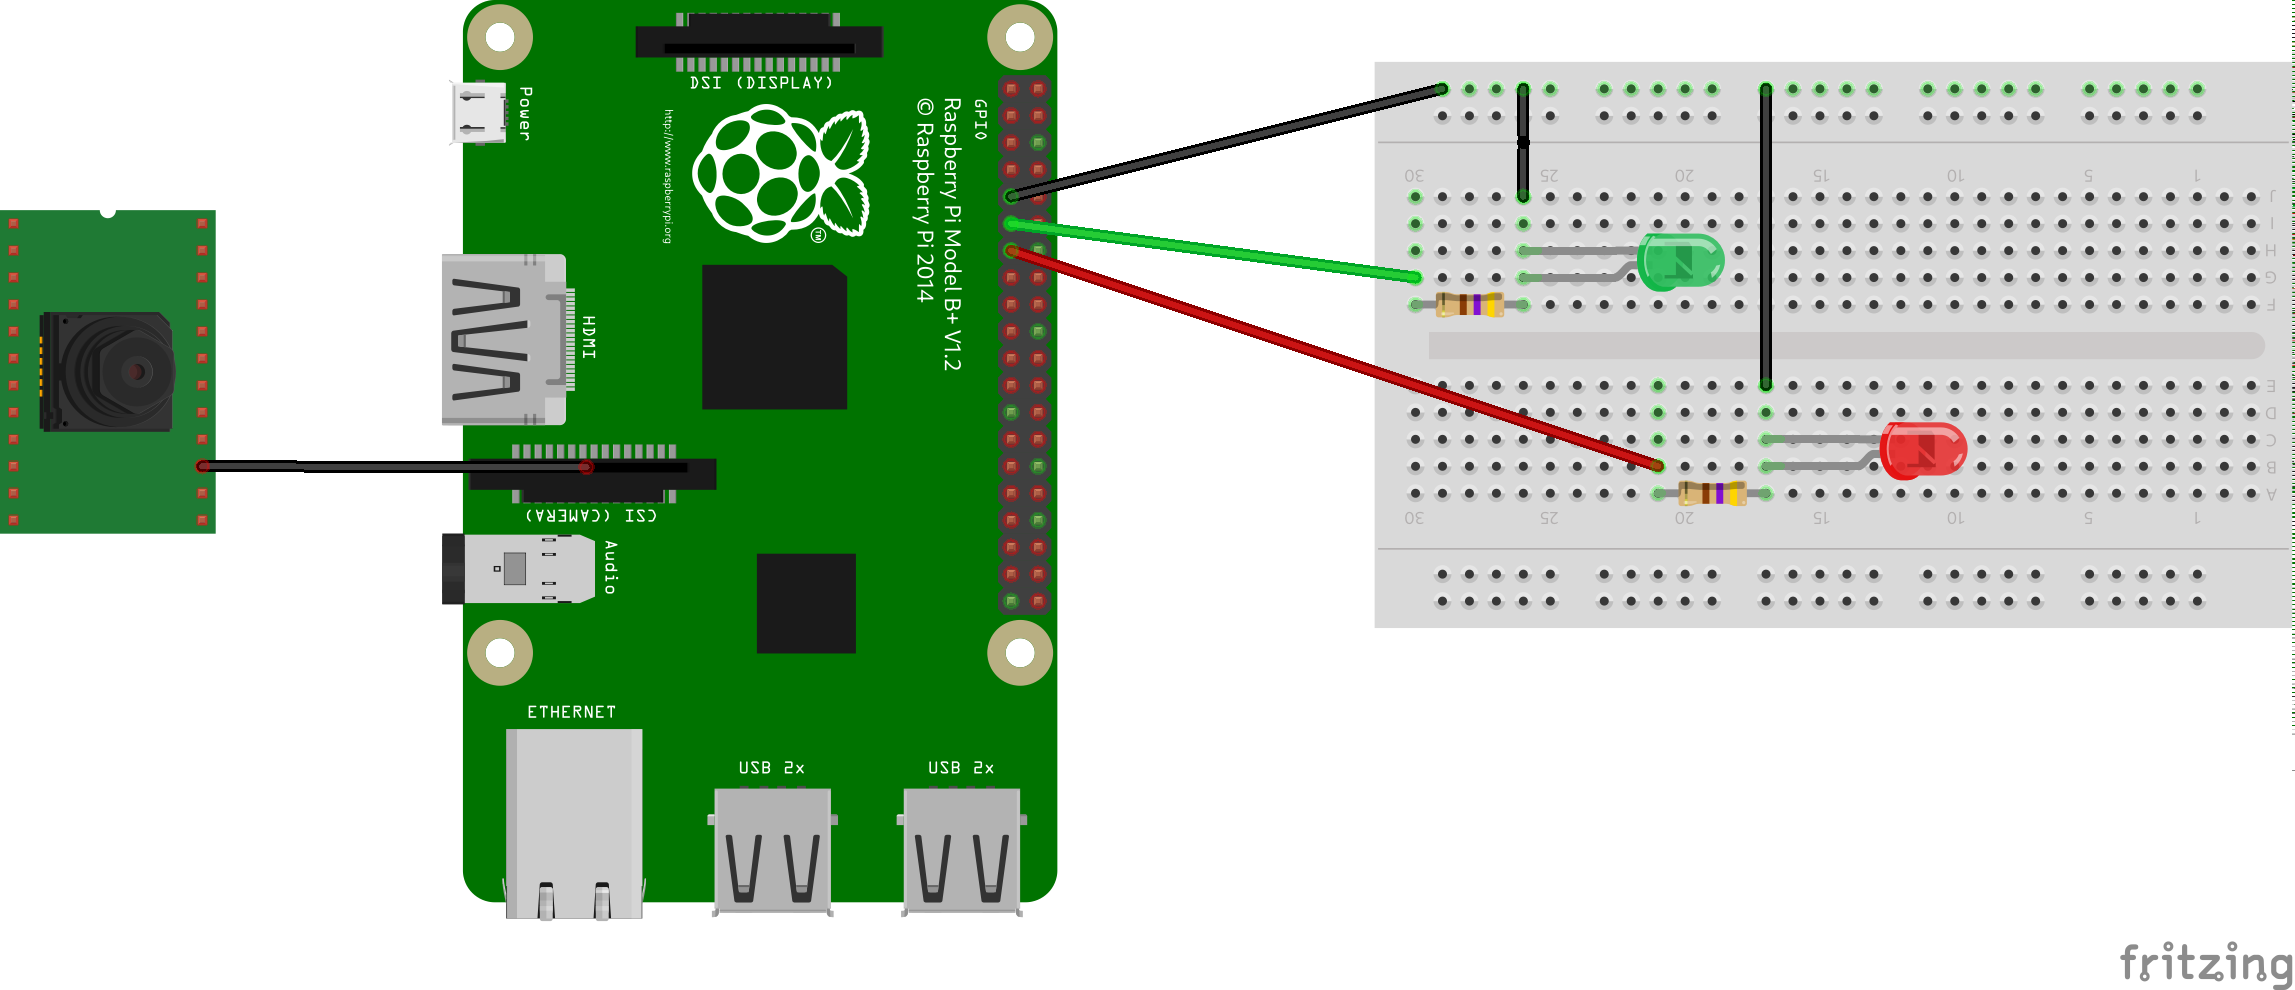 DSI (DISPLAY)
Power
http://www.raspberrypi.org
TM
GPIO
Raspberry Pi Model B+ V1.2
© Raspberry Pi 2014
HDMI
CSI (CAMERA)
Audio
ETHERNET
USB 2x
USB 2x
30 25 20 15 10 5 1
J
I
H
G
F
E
D
C
B
A
30 25 20 15 10 5 1
fritzing